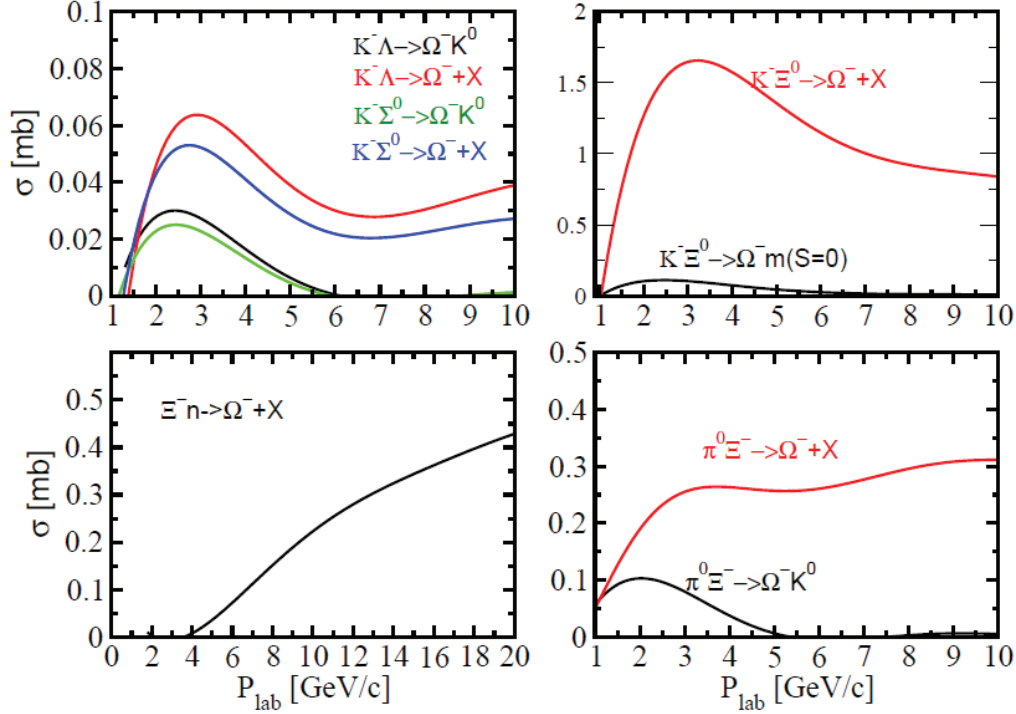 σ [mb]
0.1
0.08
0.06
0.04
0.02
0
K⁻Λ−>Ω⁻K⁰
K⁻Λ−>Ω⁻+X
K⁻Σ⁰−>Ω⁻K⁰
K⁻Σ⁰−>Ω⁻+X
1 2 3 4 5 6 7 8 9 10
2
1.5
1
0.5
0
K⁻Ξ⁰−>Ω⁻+X
K⁻Ξ⁰−>Ω⁻m(S=0)
1 2 3 4 5 6 7 8 9 10
σ [mb]
0.5
0.4
0.3
0.2
0.1
0
Ξ⁻n−>Ω⁻+X
0 2 4 6 8 10 12 14 16 18 20
P_lab [GeV/c]
0.5
0.4
0.3
0.2
0.1
0
π⁰Ξ⁻−>Ω⁻+X
π⁰Ξ⁻−>Ω⁻K⁰
1 2 3 4 5 6 7 8 9 10
P_lab [GeV/c]